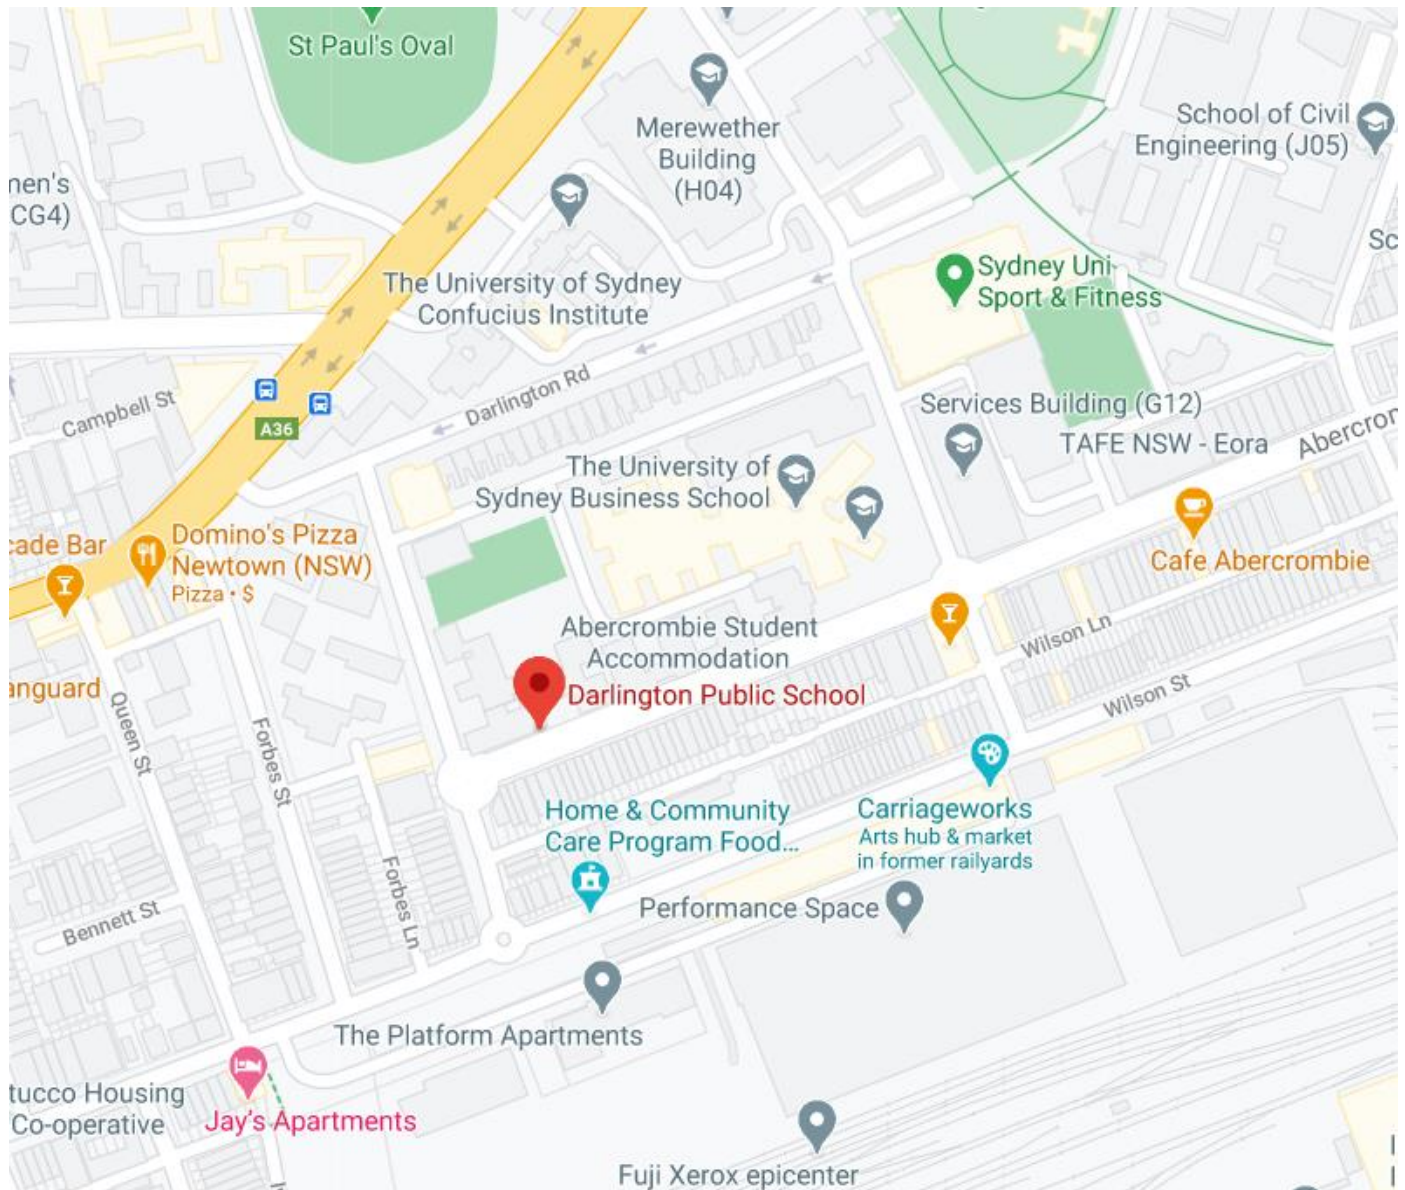 St Paul's Oval
Merewether
Building
(H04)
School of Civil
Engineering (J05)
nen's
CG4)
Sc
The University of Sydney
Confucius Institute
Sydney Uni
Sport & Fitness
Campbell St
A36
Darlington Rd
Services Building (G12)
TAFE NSW - Eora
Abercron
The University of
Sydney Business School
cade Bar
Domino's Pizza
Newtown (NSW)
Pizza • $
Cafe Abercrombie
Abercrombie Student
Accommodation
Wilson Ln
anguard
Darlington Public School
Wilson St
Queen St
Forbes St
Home & Community
Care Program Food...
Carriageworks
Arts hub & market
in former railyards
Forbes Ln
Bennett St
Performance Space
The Platform Apartments
tucco Housing
Co-operative
Jay's Apartments
Fuji Xerox epicenter